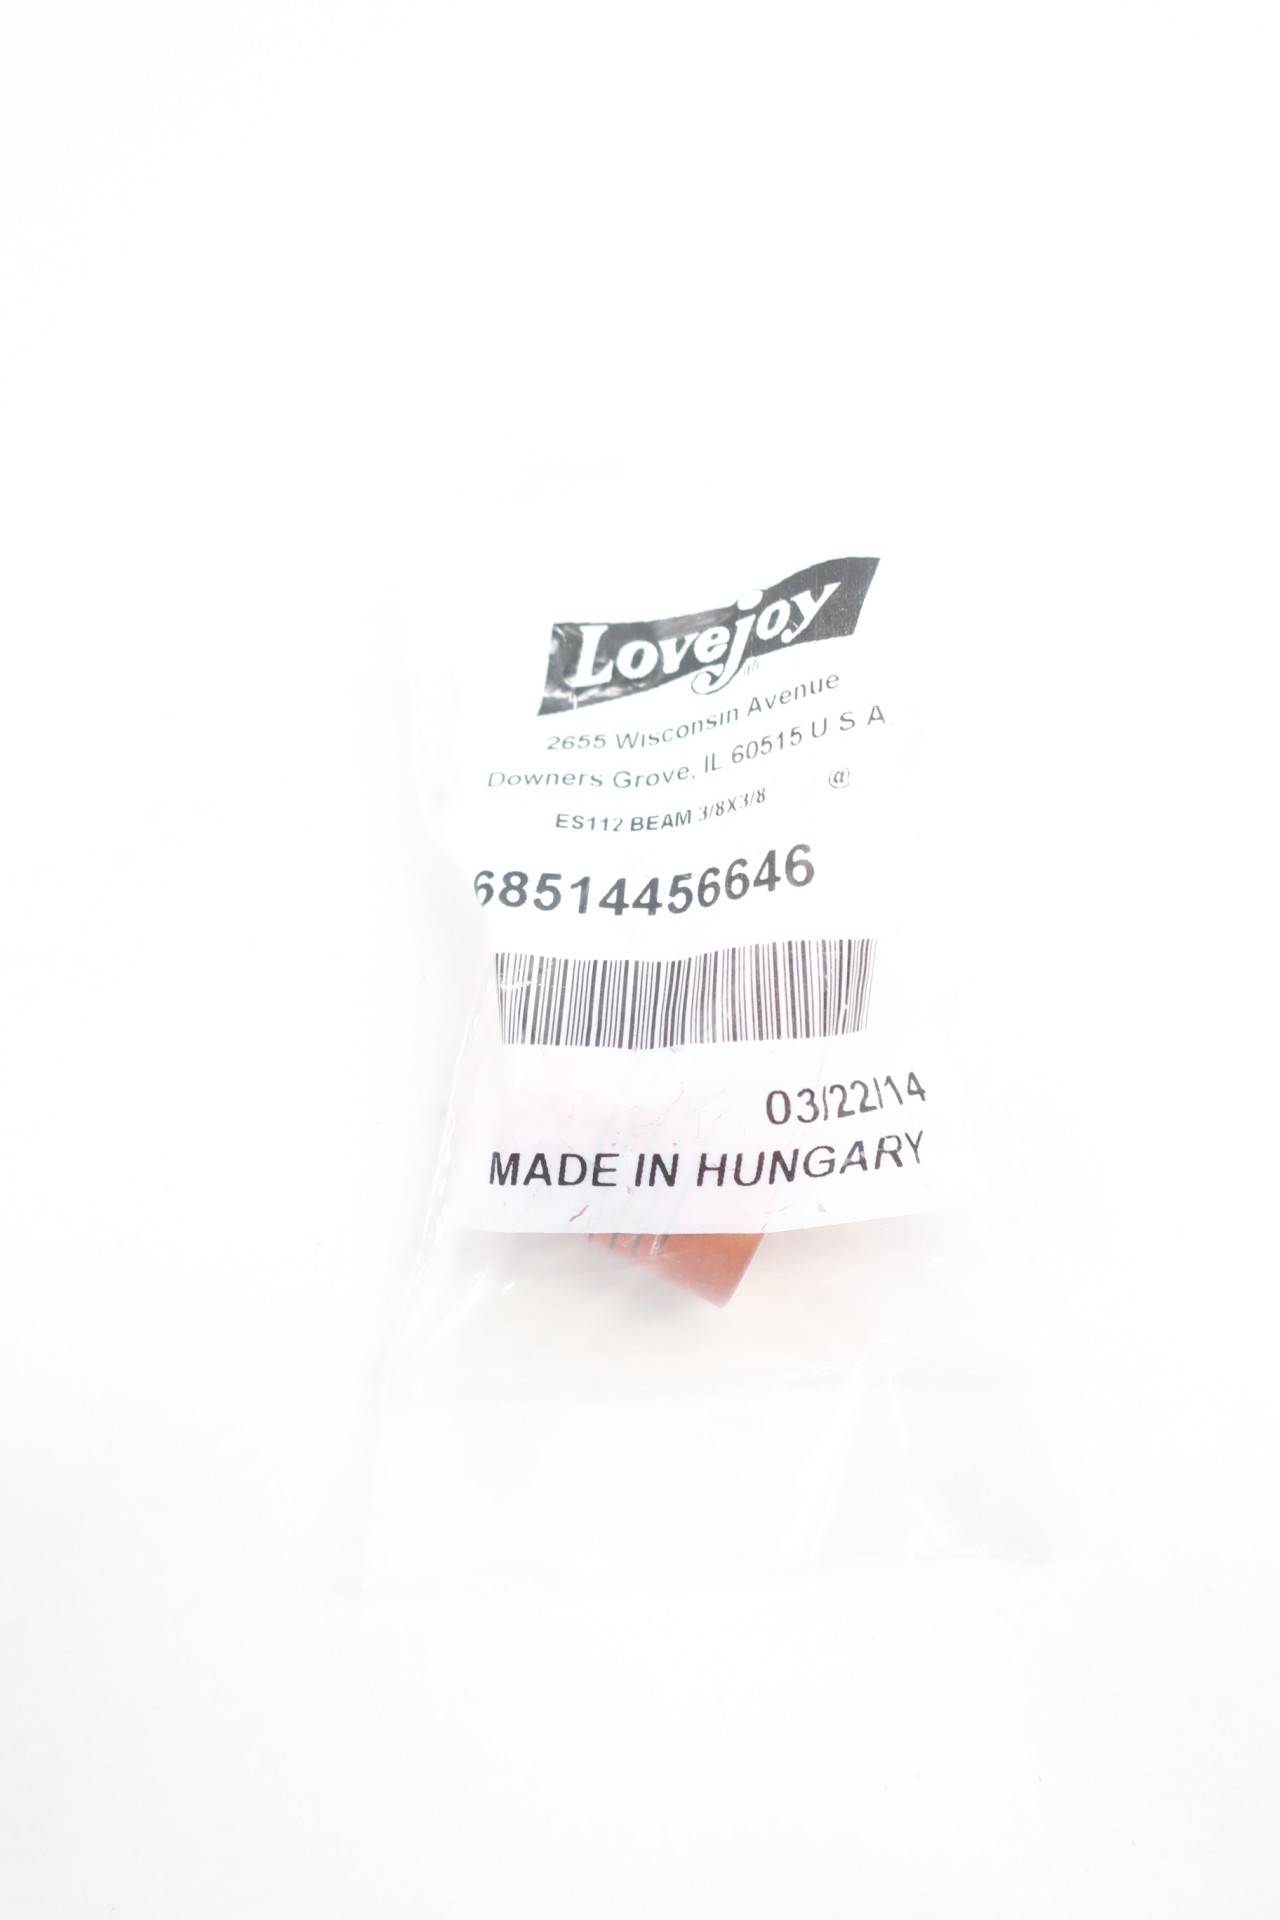 Lovejoy®
2655 Wisconsin Avenue
Downers Grove, IL 60515 U S A
@
ES112 BEAM 3/8X3/8
68514456646
03/22/14
MADE IN HUNGARY